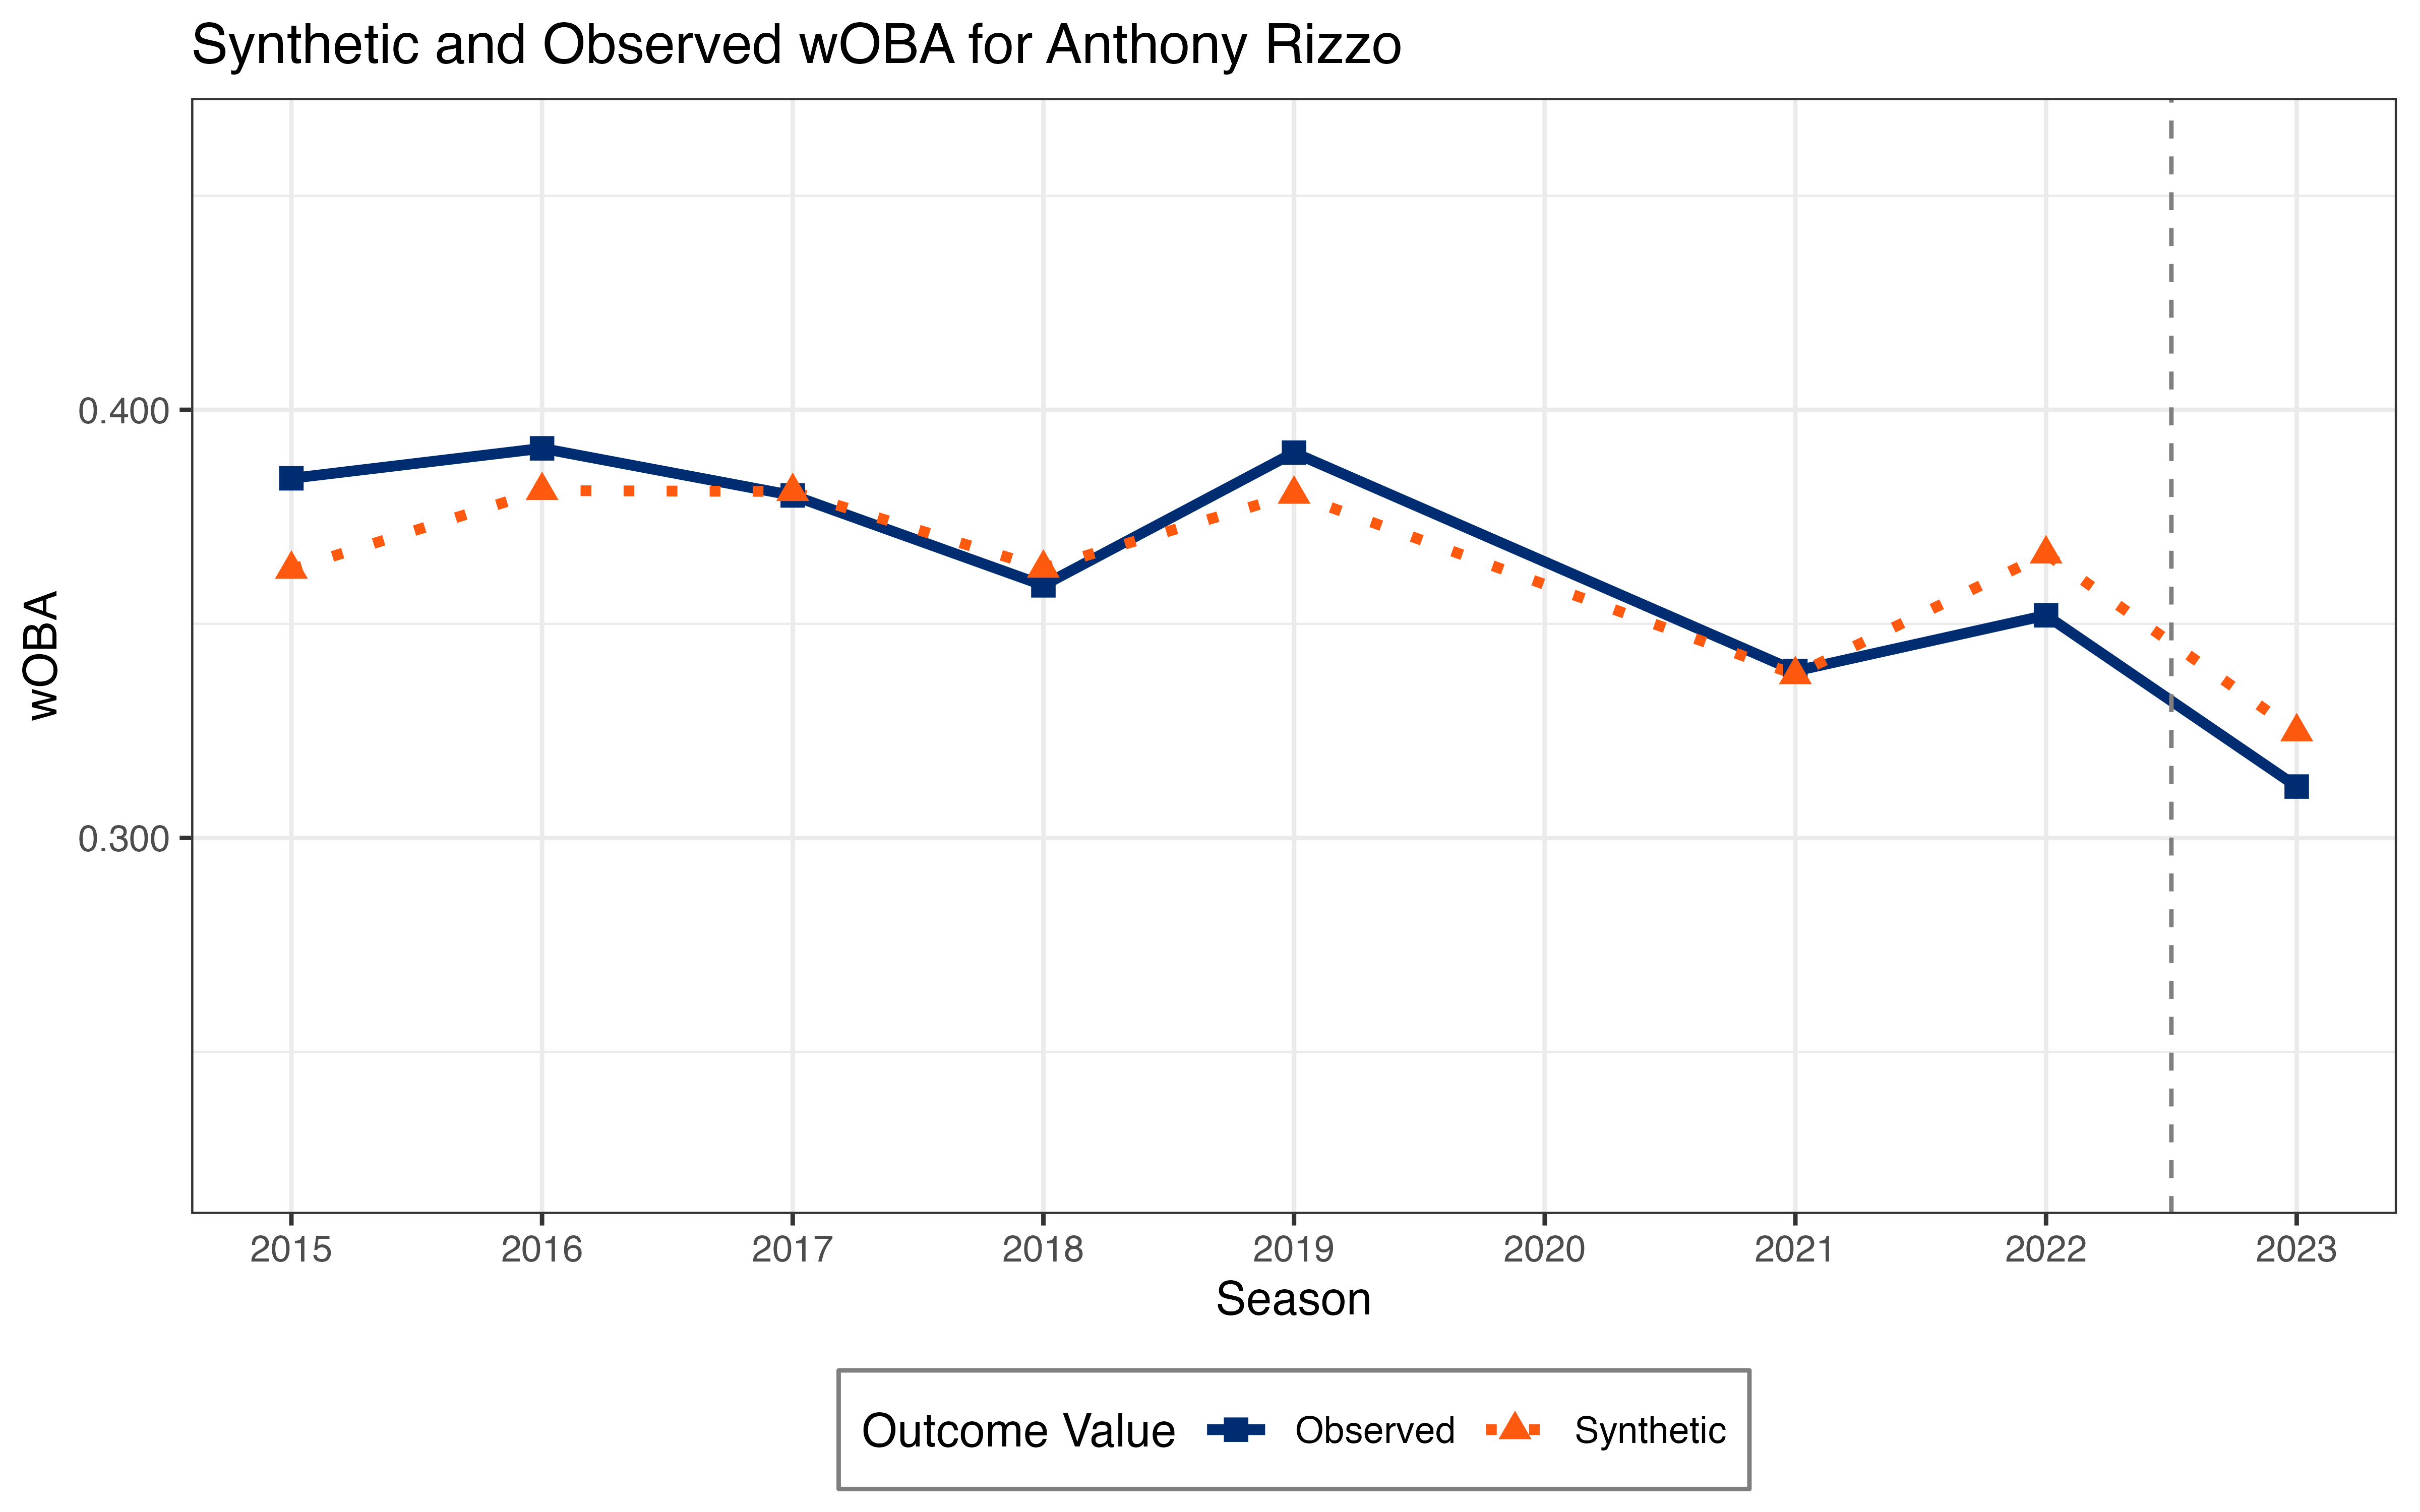 Synthetic and Observed wOBA for Anthony Rizzo
wOBA
0.400
0.300
2015 2016 2017 2018 2019 2020 2021 2022 2023
Season
Outcome Value Observed Synthetic